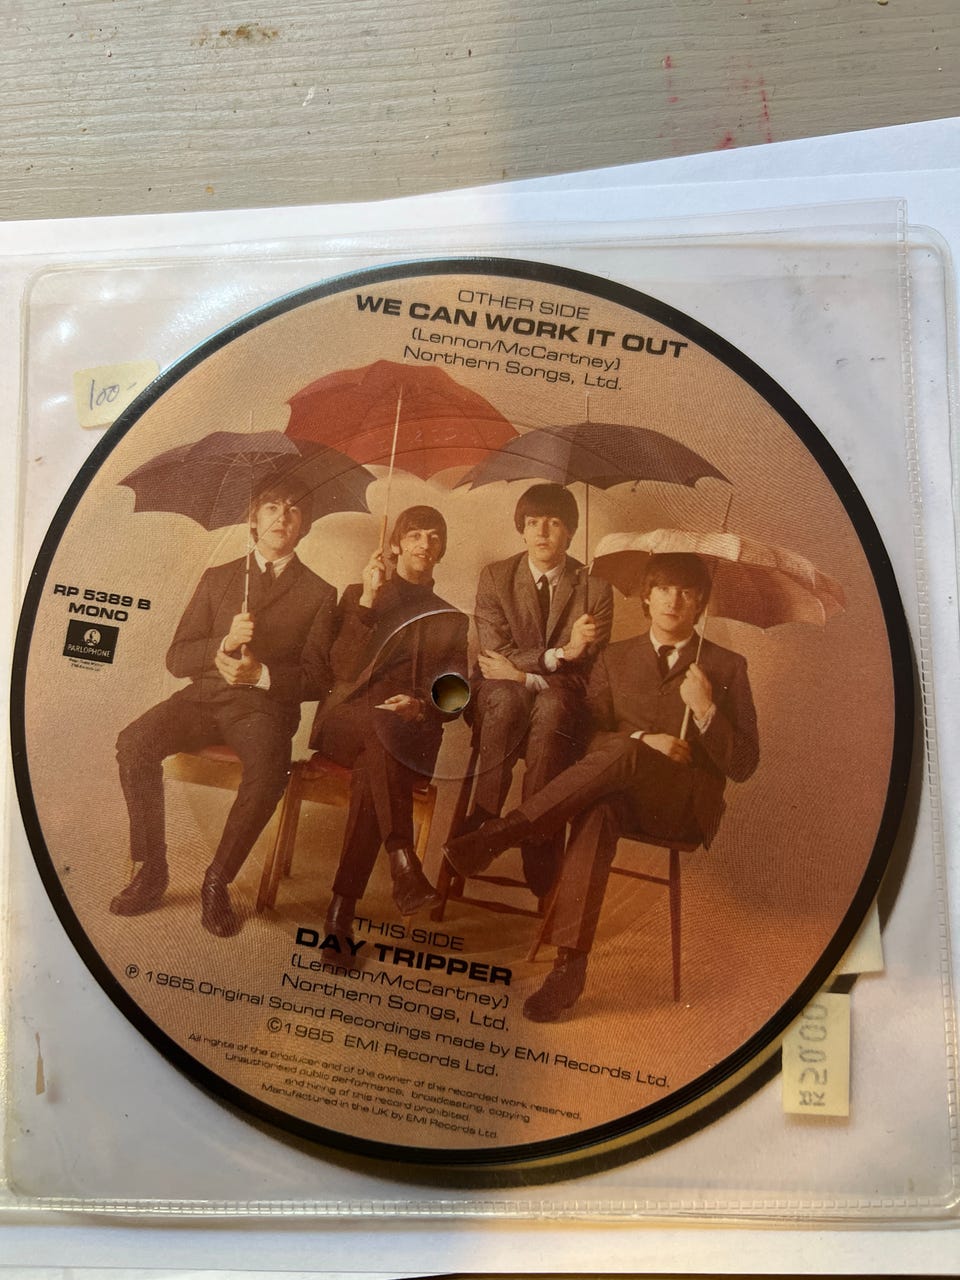 OTHER SIDE
WE CAN WORK IT OUT
(Lennon/McCartney)
Northern Songs, Ltd.
100-
RP 5389 B
MONO
PARLOPHONE
THIS SIDE
DAY TRIPPER
(Lennon/McCartney)
Northern Songs, Ltd.
℗ 1965 Original Sound Recordings made by EMI Records Ltd.
©1985 EMI Records Ltd.
All rights of the producer and of the owner of the recorded work reserved.
Unauthorised public performance, broadcasting, copying
and hiring of this record prohibited.
Manufactured in the UK by EMI Records Ltd.